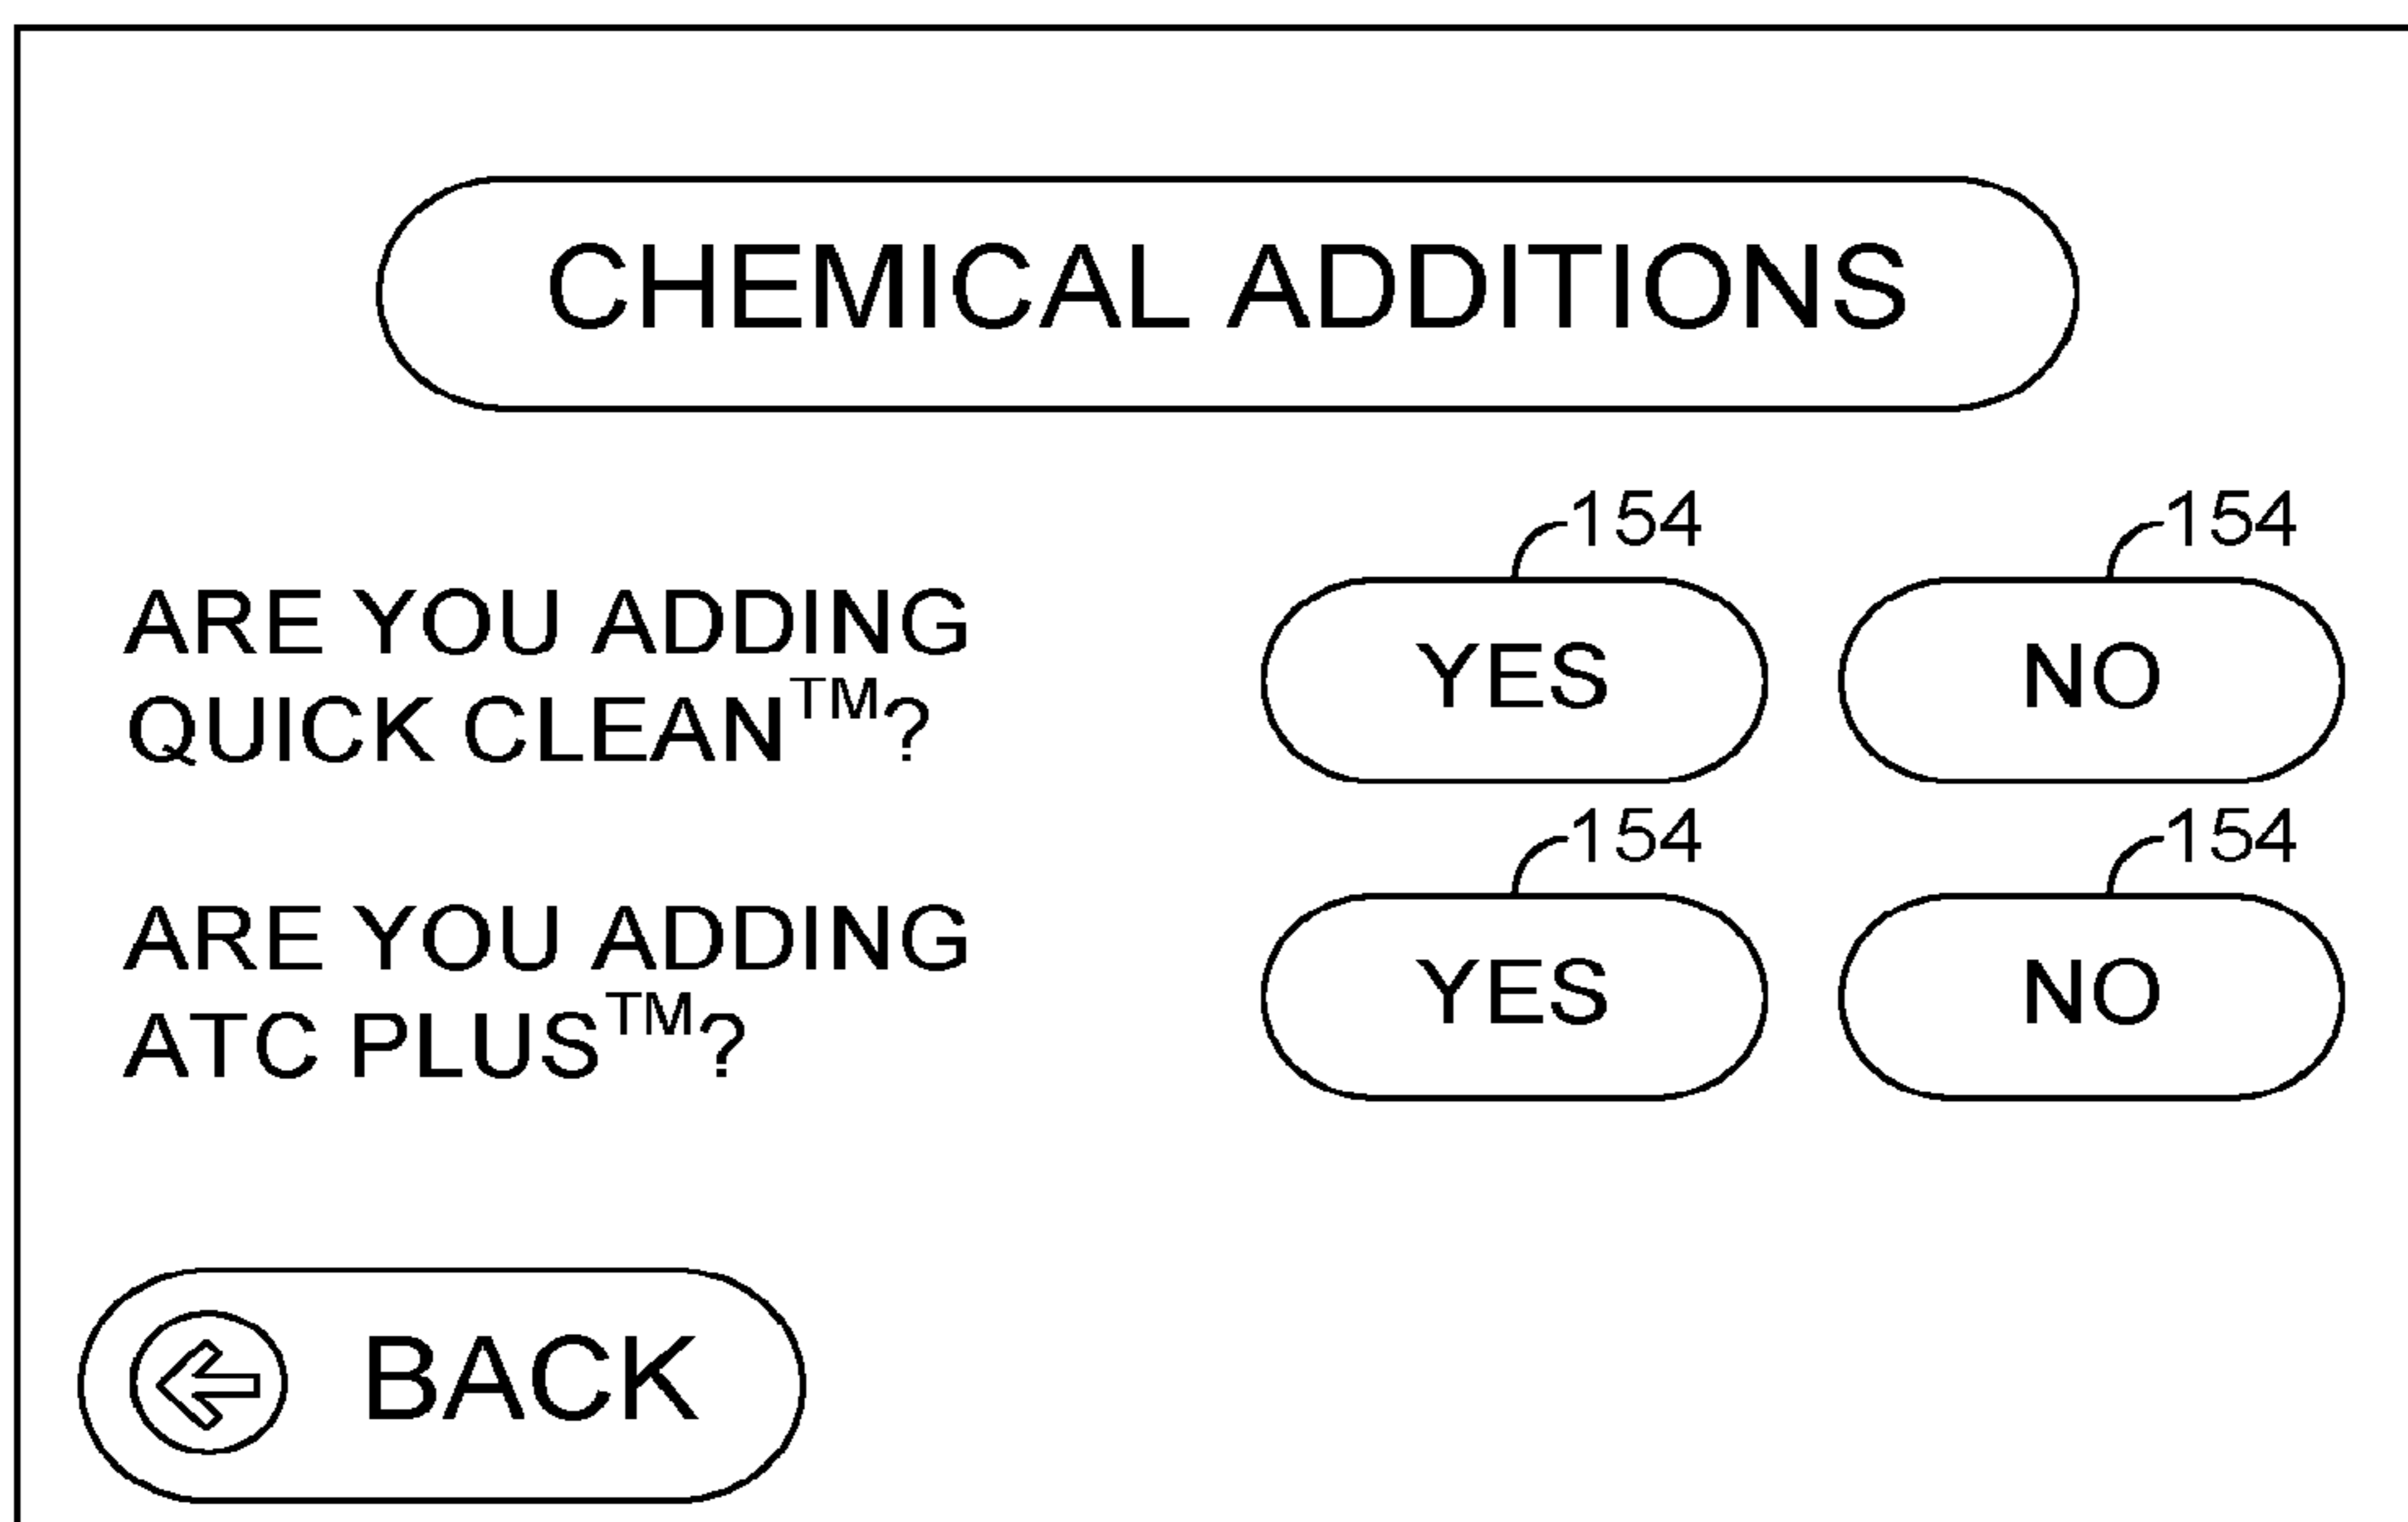 CHEMICAL ADDITIONS
154 154
ARE YOU ADDING
QUICK CLEAN™?
YES NO
154 154
ARE YOU ADDING
ATC PLUS™?
YES NO
BACK